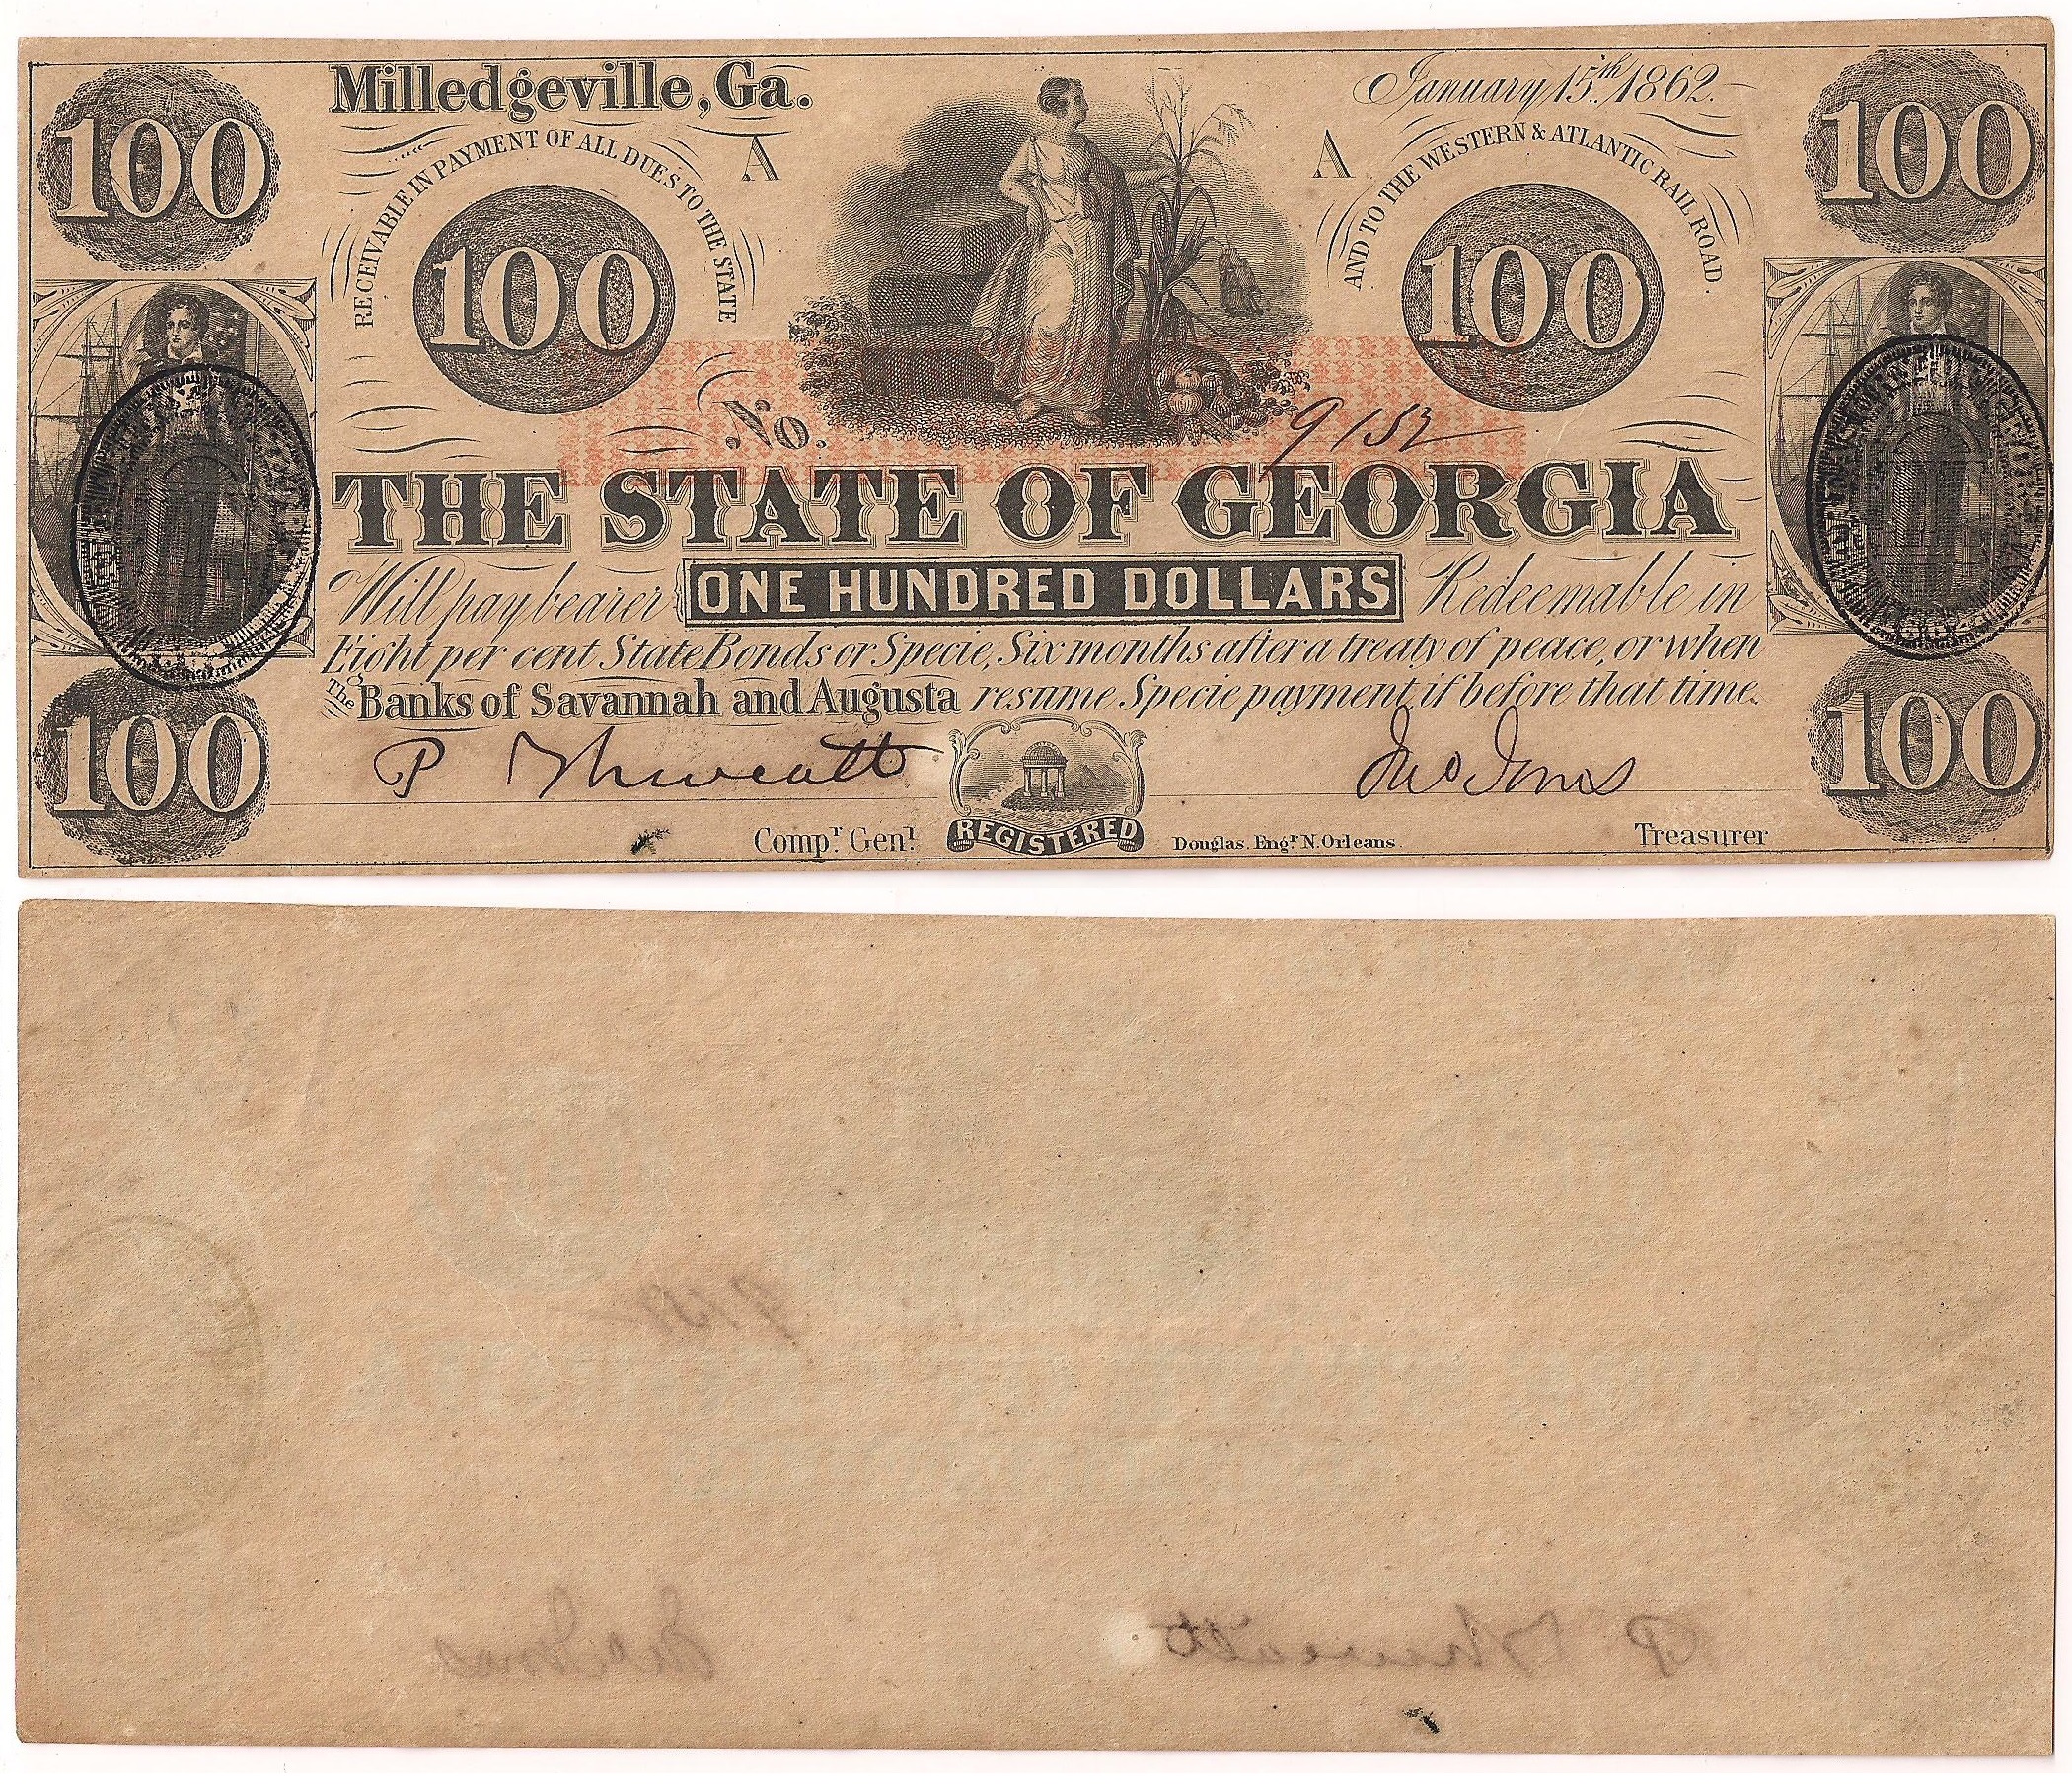 100
Milledgeville, Ga.
January 15th. 1862.
100
RECEIVABLE IN PAYMENT OF ALL DUES TO THE STATE
A
A
AND TO THE WESTERN & ATLANTIC RAIL ROAD.
100
100
No. 9152
THE STATE OF GEORGIA
Will pay bearer ONE HUNDRED DOLLARS Redeemable in
Eight per cent State Bonds or Specie, Six months after a treaty of peace, or when
The Banks of Savannah and Augusta resume Specie payment, if before that time.
100
P Thweatt
Jno Jones
100
Compr. Genl.
REGISTERED
Douglas. Engr. N. Orleans.
Treasurer